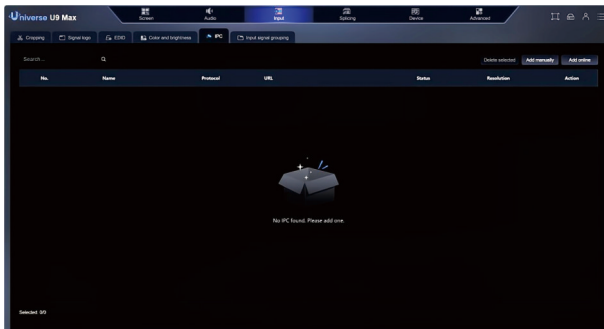 Universe U9 Max
Screen
Audio
Input
Splicing
Device
Advanced
Cropping
Signal logo
EDID
Color and brightness
IPC
Input signal grouping
Search ...
Delete selected
Add manually
Add online
No. Name Protocol URL Status Resolution Action
No IPC found. Please add one.
Selected: 0/0